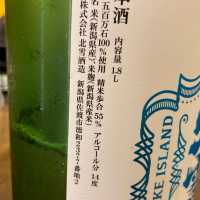 本酒
内容量 1.8L
五百万石100%使用 精米歩合 55% アルコール分 14度
名 米(新潟県産)、米麹(新潟県産米)
株式会社 北雪酒造 新潟県佐渡市徳和2377番地2
KE ISLAND